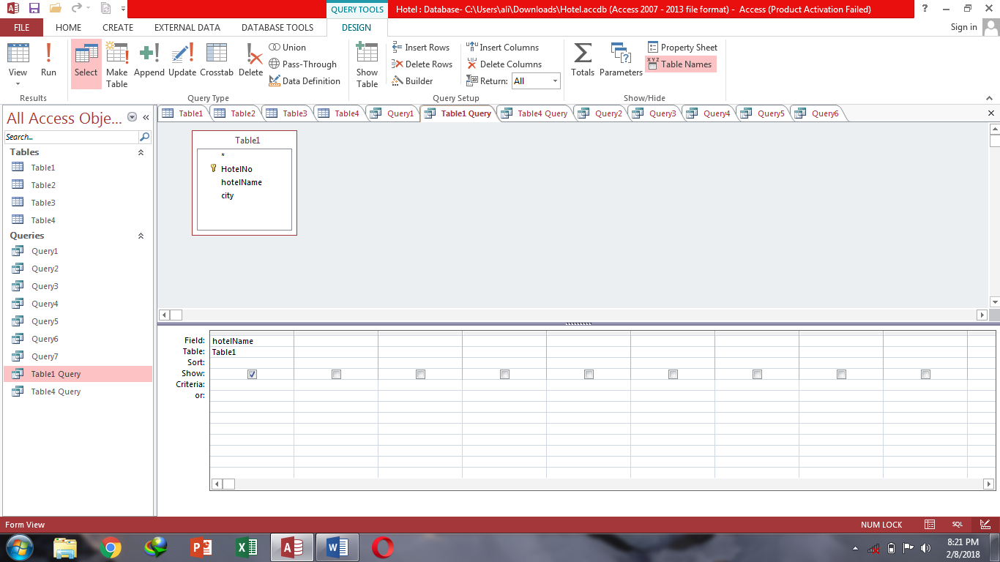 QUERY TOOLS
Hotel : Database- C:\Users\ali\Downloads\Hotel.accdb (Access 2007 - 2013 file format) - Access (Product Activation Failed)
?
FILE HOME CREATE EXTERNAL DATA DATABASE TOOLS DESIGN Sign in
View Run Select Make Table Append Update Crosstab Delete
Union
Pass-Through
Data Definition
Show Table
Insert Rows
Delete Rows
Builder
Insert Columns
Delete Columns
Return: All
Totals Parameters
Property Sheet
XYZ Table Names
Results Query Type Query Setup Show/Hide
All Access Obje...
Search...
Tables
Table1
Table2
Table3
Table4
Queries
Query1
Query2
Query3
Query4
Query5
Query6
Query7
Table1 Query
Table4 Query
Table1 Table2 Table3 Table4 Query1 Table1 Query Table4 Query Query2 Query3 Query4 Query5 Query6
Table1
*
HotelNo
hotelName
city
Field: hotelName
Table: Table1
Sort:
Show:
Criteria:
or:
Form View NUM LOCK SQL
8:21 PM
2/8/2018